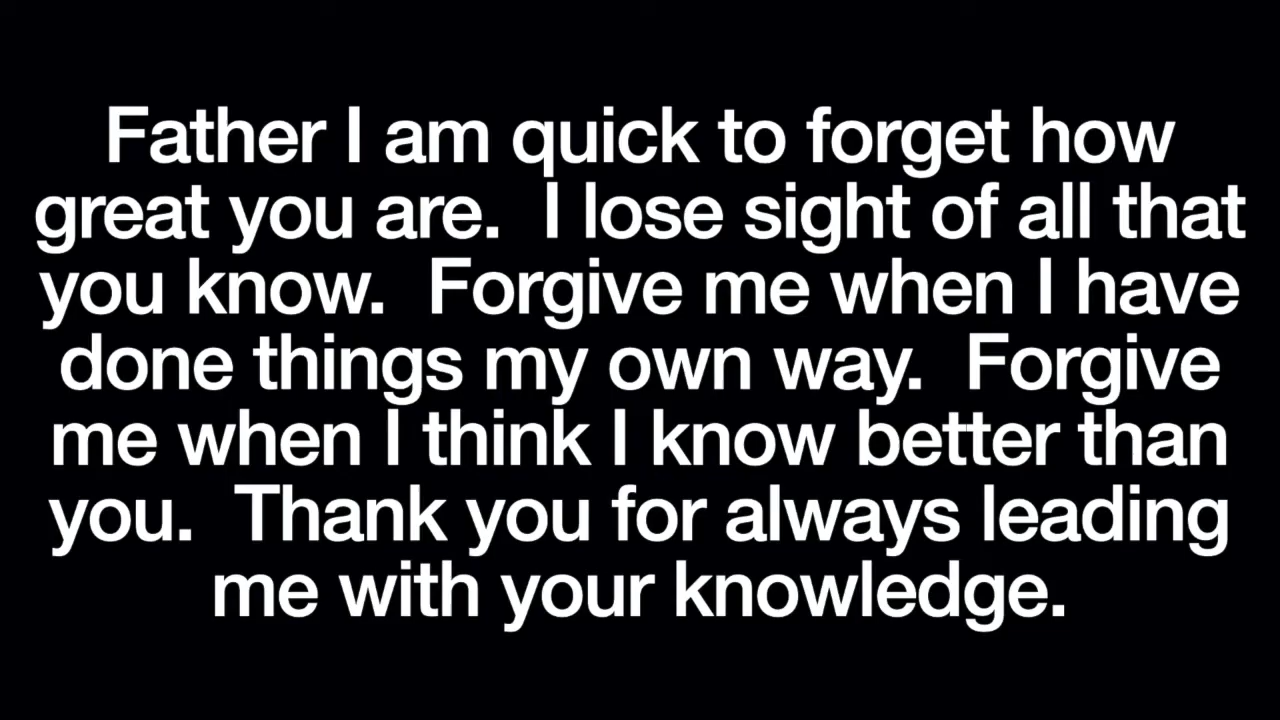 Father I am quick to forget how
great you are.  I lose sight of all that
you know.  Forgive me when I have
done things my own way.  Forgive
me when I think I know better than
you.  Thank you for always leading
me with your knowledge.